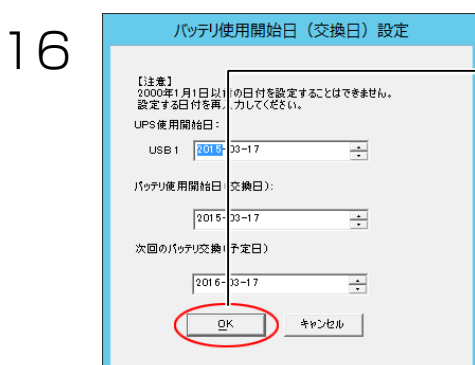 16
バッテリ使用開始日（交換日）設定
【注意】
2000年1月1日以前の日付を設定することはできません。
設定する日付を再入力してください。
UPS使用開始日：
USB1 2015-03-17
バッテリ使用開始日（交換日）：
2015-03-17
次回のバッテリ交換（予定日）
2016-03-17
OK キャンセル